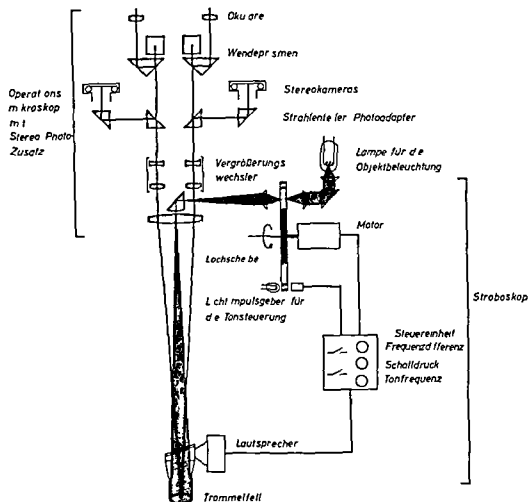 Oku are
Wendepr smen
Operat ons
m kroskop
m t
Stereo Photo
Zusatz
Stereokameras
Strahlente ler Photoadapter
Lampe für d e
Objektbeleuchtung
Vergrößerungs
wechsler
Motor
Lochsche be
L cht mpulsgeber für
d e Tonsteuerung
Stroboskop
Steuereinheit
Frequenzd fferenz
Schalldruck
Tonfrequenz
Lautsprecher
Trommelfell